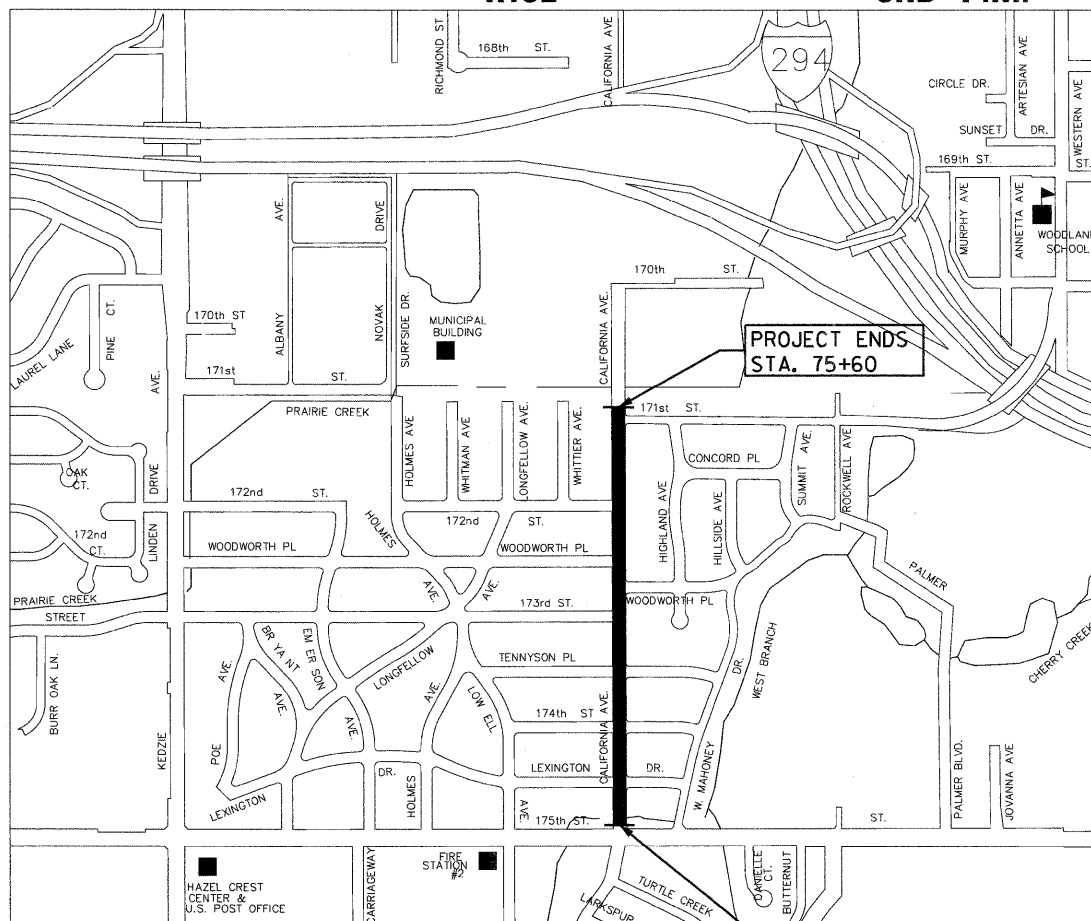 168th ST.
RICHMOND ST
CALIFORNIA AVE
294
CIRCLE DR.
ARTESIAN AVE
WESTERN AVE
SUNSET DR.
169th ST.
ST.
MURPHY AVE
ANNETTA AVE
WOODLAN
SCHOOL
AVE.
DRIVE
170th ST.
PINE CT.
170th ST
ALBANY
NOVAK
SURFSIDE DR.
MUNICIPAL
BUILDING
CALIFORNIA AVE.
PROJECT ENDS
STA. 75+60
LAUREL LANE
171st ST.
AVE.
PRAIRIE CREEK
171st ST.
HOLMES AVE
WHITMAN AVE
LONGFELLOW AVE.
WHITTIER AVE.
CONCORD PL
SUMMIT AVE.
ROCKWELL AVE
OAK
CT.
DRIVE
172nd ST.
HIGHLAND AVE
HILLSIDE AVE
HOLMES
172nd ST.
172nd
CT.
LINDEN
WOODWORTH PL
WOODWORTH PL
PALMER
AVE.
AVE.
PRAIRIE CREEK
173rd ST.
WOODWORTH PL
STREET
BRYANT
EMERSON
LONGFELLOW
TENNYSON PL
DR.
WEST BRANCH
CHERRY CREEK
BURR OAK LN.
AVE.
AVE.
AVE.
AVE.
LOWELL
174th ST
CALIFORNIA AVE.
KEDZIE
POE
LEXINGTON
DR.
HOLMES
LEXINGTON DR.
W. MAHONEY
PALMER BLVD.
JOVANNA AVE
AVE.
175th ST.
ST.
HAZEL CREST
CENTER &
U.S. POST OFFICE
CARRIAGEWAY
FIRE
STATION
#2
LARKSPUR
TURTLE CREEK
DANIELLE
CT.
BUTTERNUT